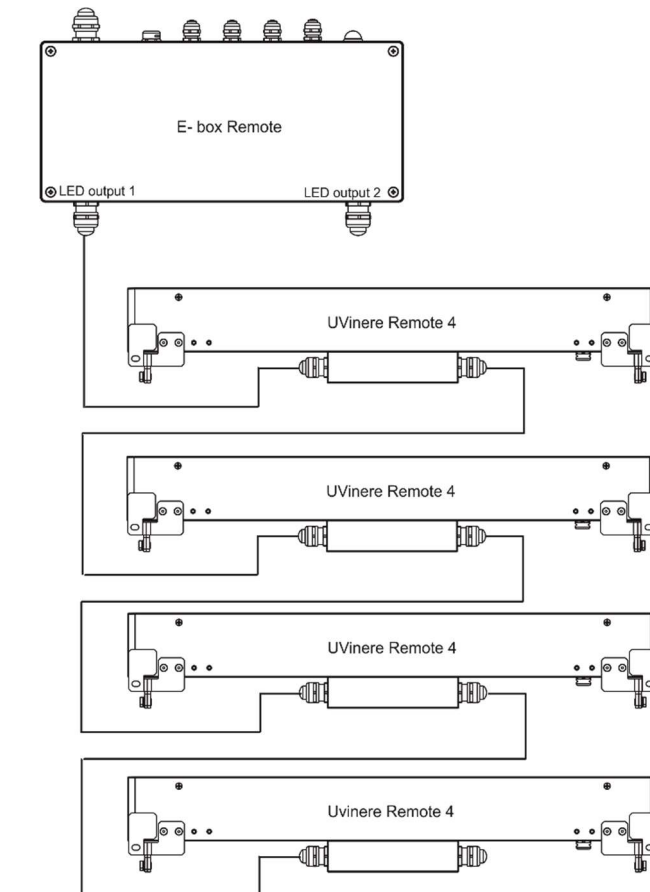 E- box Remote
LED output 1
LED output 2
UVinere Remote 4
UVinere Remote 4
UVinere Remote 4
Uvinere Remote 4